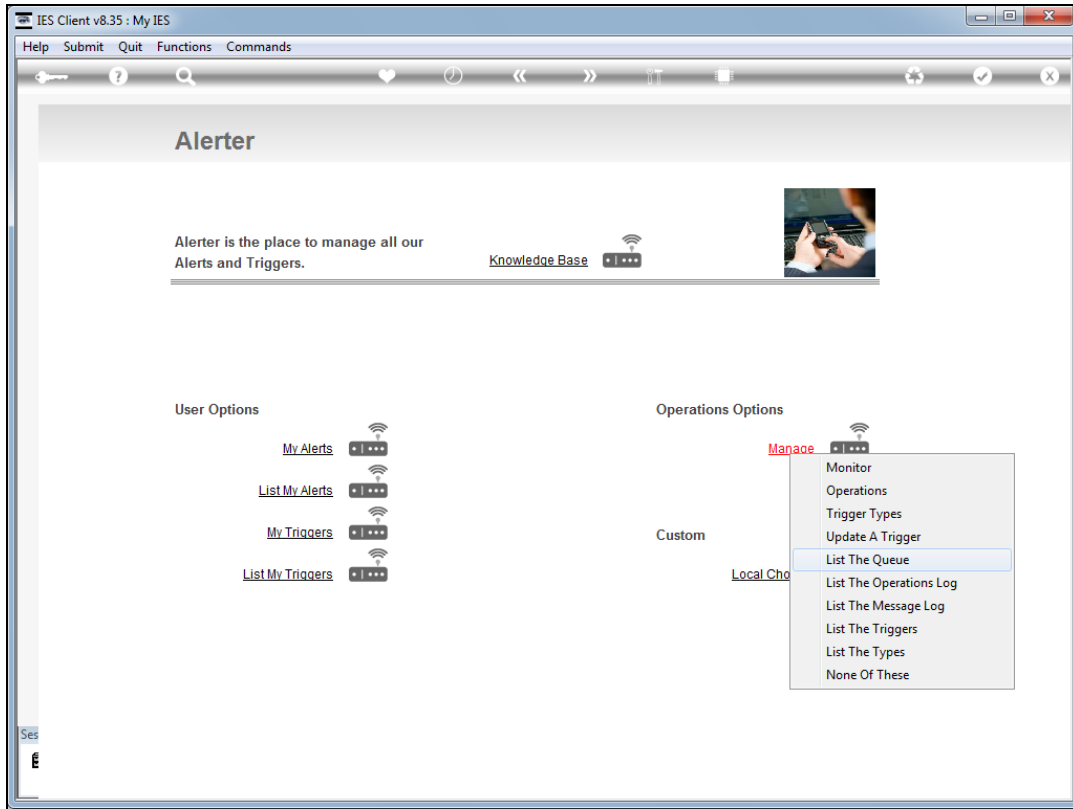 IES Client v8.35 : My IES
Help Submit Quit Functions Commands
Alerter
Alerter is the place to manage all our
Alerts and Triggers.
Knowledge Base
User Options
My Alerts
List My Alerts
My Triggers
List My Triggers
Operations Options
Manage
Monitor
Operations
Trigger Types
Update A Trigger
List The Queue
List The Operations Log
List The Message Log
List The Triggers
List The Types
None Of These
Custom
Local Cho
Ses